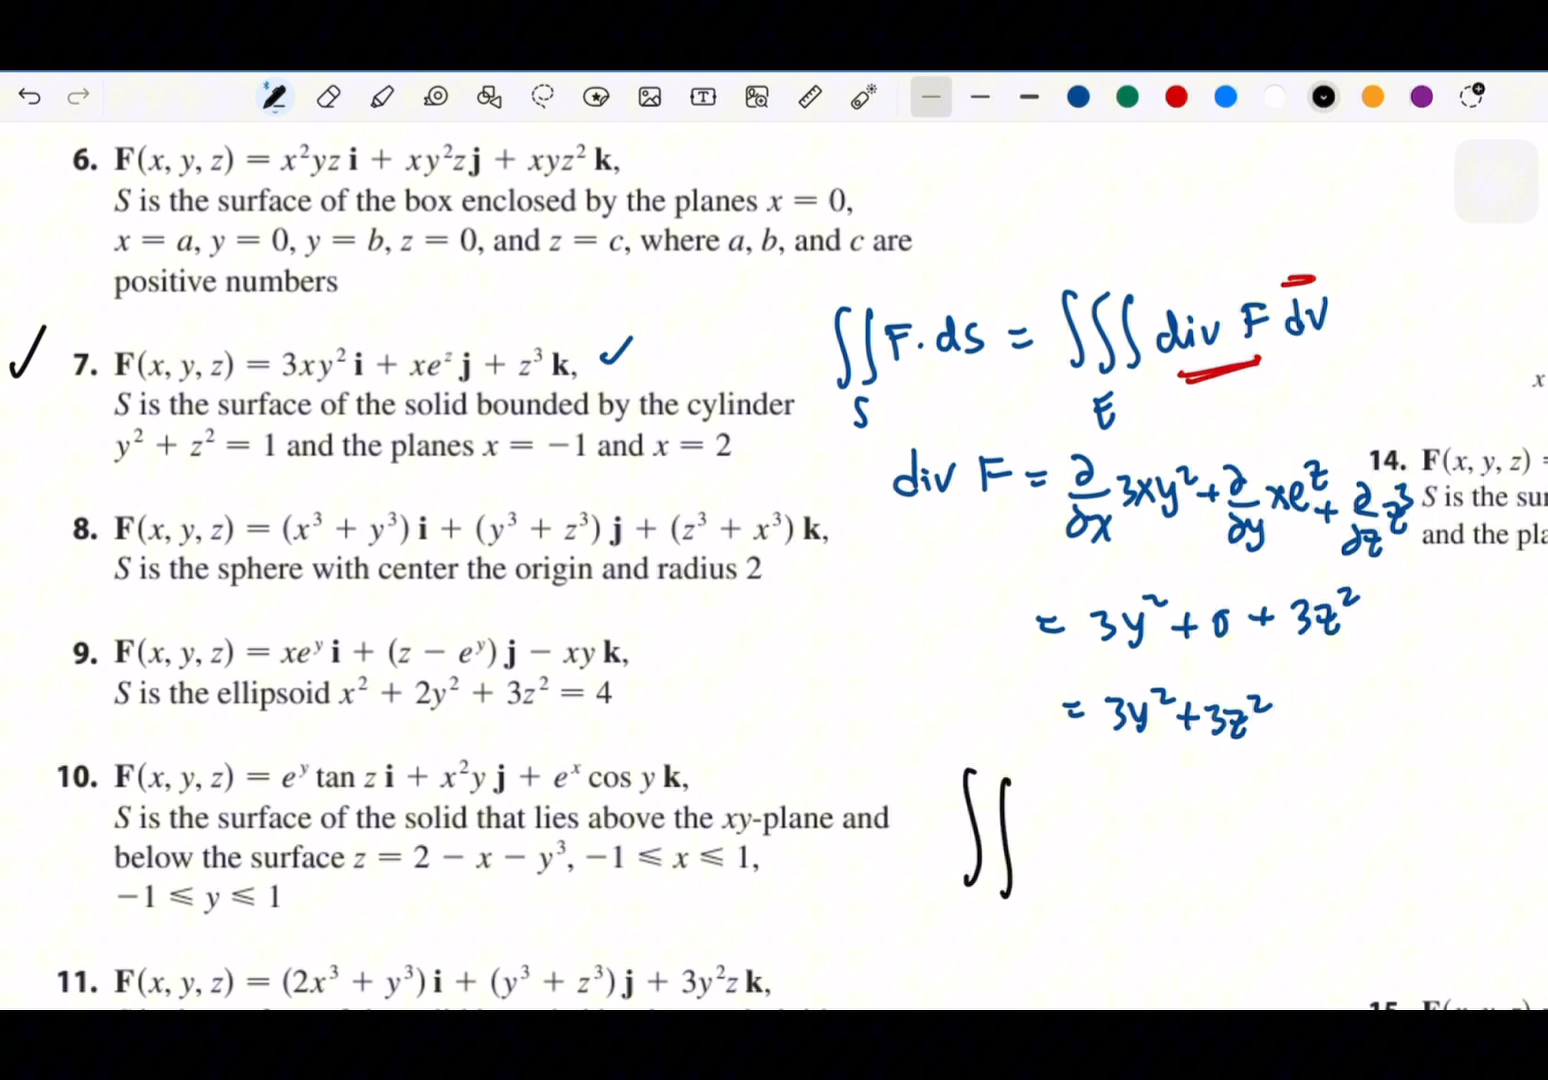 6. F(x, y, z) = x²yz i + xy²z j + xyz² k,
S is the surface of the box enclosed by the planes x = 0,
x = a, y = 0, y = b, z = 0, and z = c, where a, b, and c are
positive numbers
7. F(x, y, z) = 3xy² i + xeᶻ j + z³ k, ✓
S is the surface of the solid bounded by the cylinder
y² + z² = 1 and the planes x = −1 and x = 2
8. F(x, y, z) = (x³ + y³) i + (y³ + z³) j + (z³ + x³) k,
S is the sphere with center the origin and radius 2
9. F(x, y, z) = xeʸ i + (z − eʸ) j − xy k,
S is the ellipsoid x² + 2y² + 3z² = 4
10. F(x, y, z) = eʸ tan z i + x²y j + eˣ cos y k,
S is the surface of the solid that lies above the xy-plane and
below the surface z = 2 − x − y³, −1 ⩽ x ⩽ 1,
−1 ⩽ y ⩽ 1
11. F(x, y, z) = (2x³ + y³) i + (y³ + z³) j + 3y²z k,
∬ F · ds = ∭ div F dv
S E
div F = ∂/∂x 3xy² + ∂/∂y xeᶻ + ∂/∂z z³
= 3y² + 0 + 3z²
= 3y² + 3z²
∬
x
14. F(x, y, z) =
S is the
and the